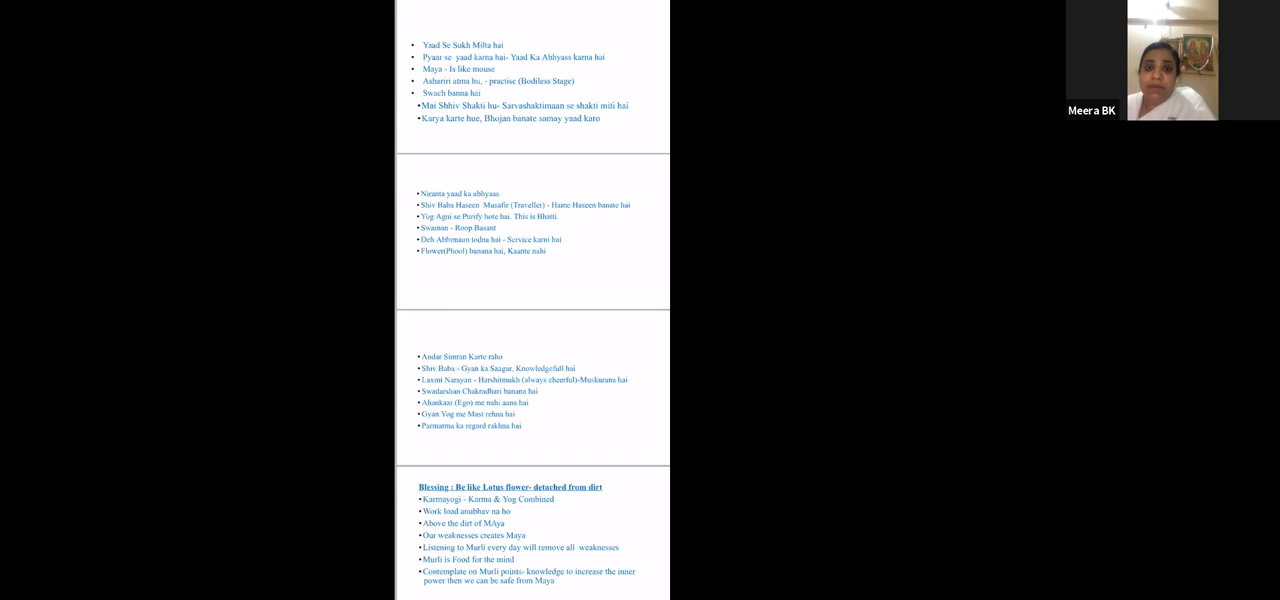 • Yaad Se Sukh Milta hai
• Pyaar se yaad karna hai- Yaad Ka Abhyass karna hai
• Maya - Is like mouse
• Ashariri atma hu, - practise (Bodiless Stage)
• Swach banna hai
•Mai Shhiv Shakti hu- Sarvashaktimaan se shakti miti hai
•Karya karte hue, Bhojan banate samay yaad karo
•Niranta yaad ka abhyaas
•Shiv Baba Haseen Musafir (Traveller) - Hame Haseen banate hai
•Yog Agni se Purify hote hai. This is Bhatti.
•Swaman - Roop Basant
•Deh Abhimaan todna hai - Service karni hai
•Flower(Phool) banana hai, Kaante nahi
•Andar Simran Karte raho
•Shiv Baba - Gyan ka Saagar. Knowledgefull hai
•Laxmi Narayan - Harshitmukh (always cheerful)-Muskurana hai
•Swadarshan Chakradhari banana hai
•Ahankaar (Ego) me nahi aana hai
•Gyan Yog me Mast rehna hai
•Parmatma ka regard rakhna hai
Blessing : Be like Lotus flower- detached from dirt
•Karmayogi - Karma & Yog Combined
•Work load anubhav na ho
•Above the dirt of MAya
•Our weaknesses creates Maya
•Listening to Murli every day will remove all weaknesses
•Murli is Food for the mind
•Contemplate on Murli points- knowledge to increase the inner
power then we can be safe from Maya
Meera BK